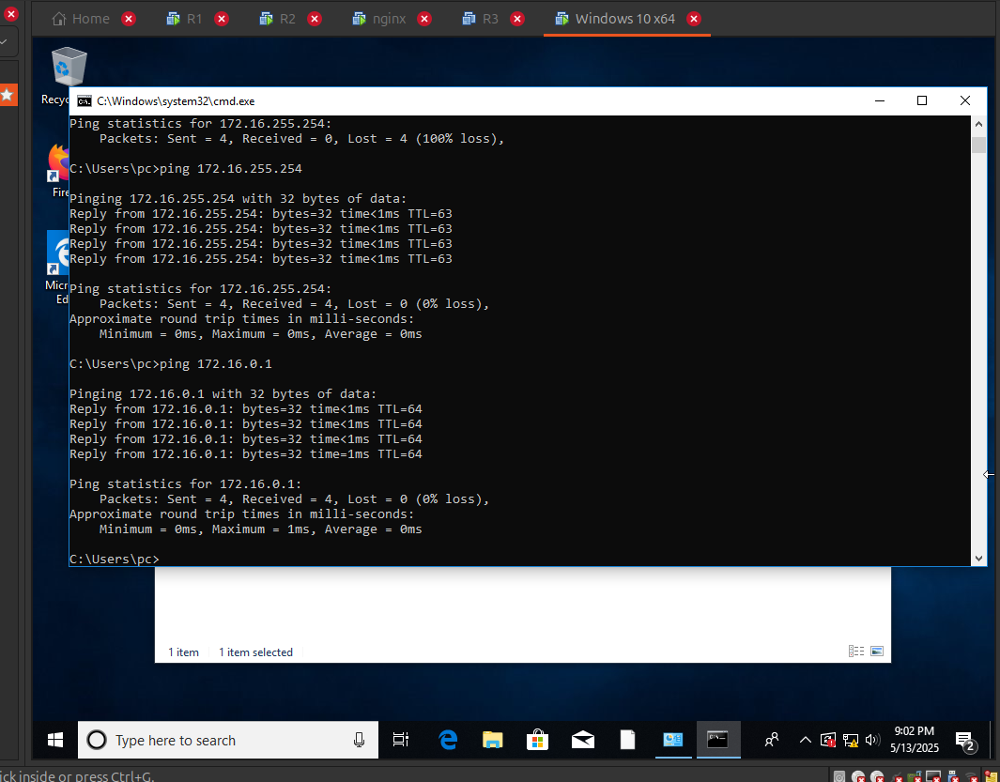 Home
R1
R2
nginx
R3
Windows 10 x64
Recyc
C:\Windows\system32\cmd.exe
Ping statistics for 172.16.255.254:
    Packets: Sent = 4, Received = 0, Lost = 4 (100% loss),
C:\Users\pc>ping 172.16.255.254
Pinging 172.16.255.254 with 32 bytes of data:
Reply from 172.16.255.254: bytes=32 time<1ms TTL=63
Reply from 172.16.255.254: bytes=32 time<1ms TTL=63
Reply from 172.16.255.254: bytes=32 time<1ms TTL=63
Reply from 172.16.255.254: bytes=32 time<1ms TTL=63
Ping statistics for 172.16.255.254:
    Packets: Sent = 4, Received = 4, Lost = 0 (0% loss),
Approximate round trip times in milli-seconds:
    Minimum = 0ms, Maximum = 0ms, Average = 0ms
C:\Users\pc>ping 172.16.0.1
Pinging 172.16.0.1 with 32 bytes of data:
Reply from 172.16.0.1: bytes=32 time<1ms TTL=64
Reply from 172.16.0.1: bytes=32 time<1ms TTL=64
Reply from 172.16.0.1: bytes=32 time<1ms TTL=64
Reply from 172.16.0.1: bytes=32 time=1ms TTL=64
Ping statistics for 172.16.0.1:
    Packets: Sent = 4, Received = 4, Lost = 0 (0% loss),
Approximate round trip times in milli-seconds:
    Minimum = 0ms, Maximum = 1ms, Average = 0ms
C:\Users\pc>
Fire
Micr
Ed
1 item
1 item selected
Type here to search
9:02 PM
5/13/2025
2
ick inside or press Ctrl+G.